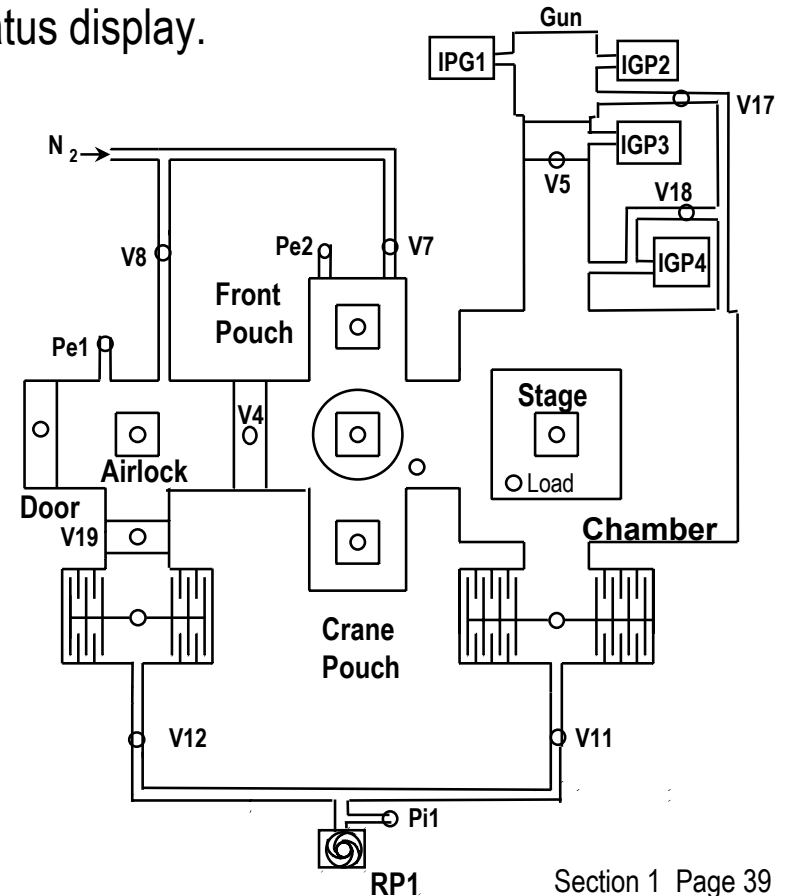 atus display.
Gun
IPG1
IGP2
V17
N2
IGP3
V5
V18
V8
Pe2
V7
IGP4
Front
Pouch
Pe1
V4
Stage
Airlock
Load
Door
V19
Chamber
Crane
Pouch
V12
V11
Pi1
RP1
Section 1 Page 39